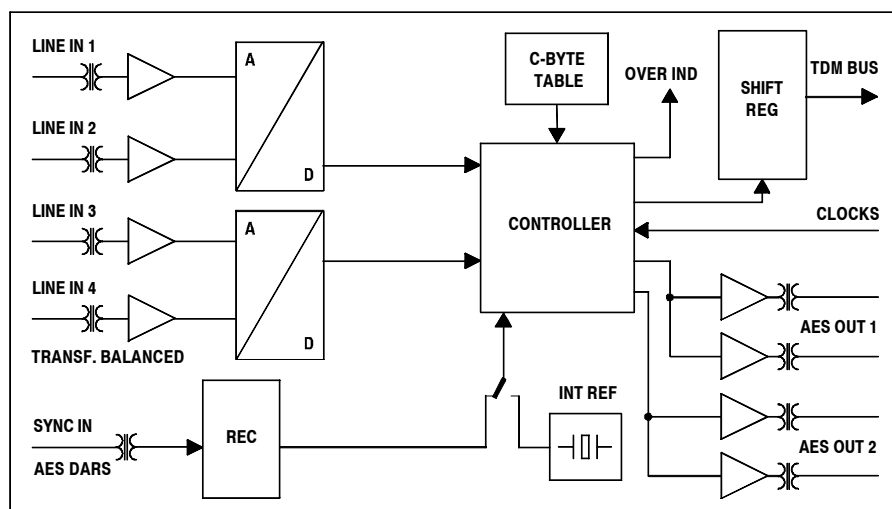 LINE IN 1
LINE IN 2
A
D
LINE IN 3
LINE IN 4
A
D
TRANSF. BALANCED
SYNC IN
AES DARS
REC
C-BYTE
TABLE
OVER IND
SHIFT
REG
TDM BUS
CONTROLLER
CLOCKS
INT REF
AES OUT 1
AES OUT 2